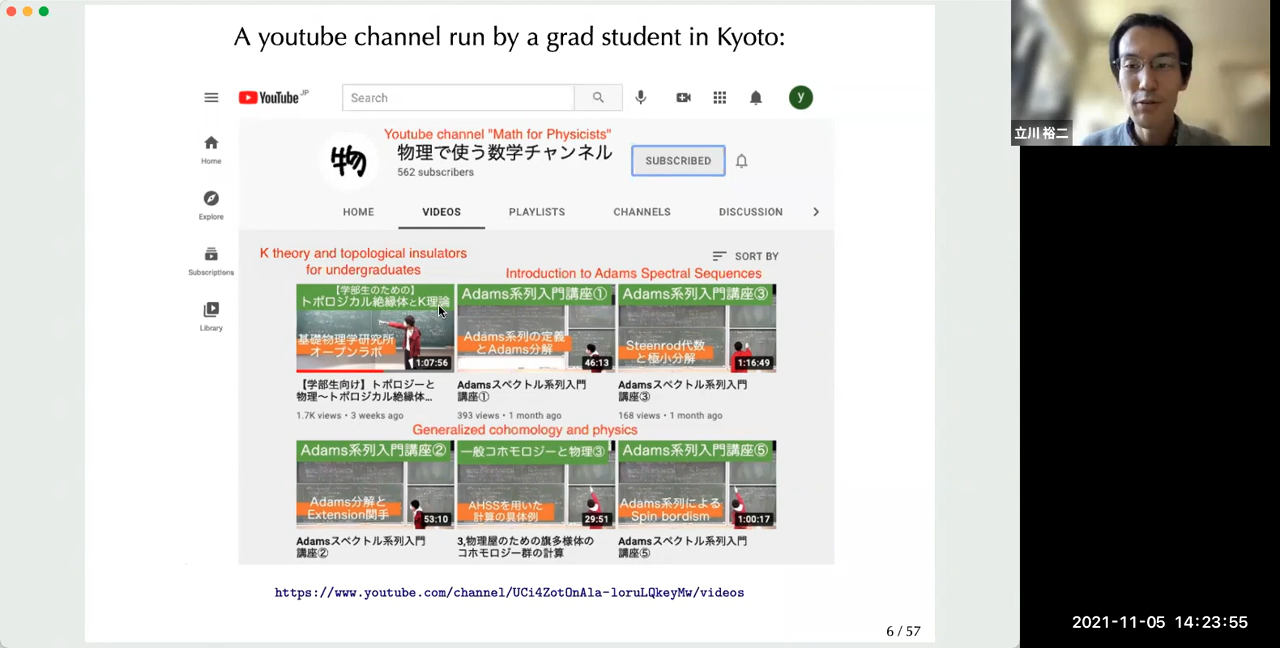 A youtube channel run by a grad student in Kyoto:
YouTube JP
Search
y
Home
Explore
Subscriptions
Library
Youtube channel "Math for Physicists"
物
物理で使う数学チャンネル
562 subscribers
SUBSCRIBED
HOME
VIDEOS
PLAYLISTS
CHANNELS
DISCUSSION
K theory and topological insulators
for undergraduates
SORT BY
Introduction to Adams Spectral Sequences
【学部生のための】
トポロジカル絶縁体とK理論
基礎物理学研究所
オープンラボ
1:07:56
【学部生向け】トポロジーと
物理〜トポロジカル絶縁体...
1.7K views • 3 weeks ago
Adams系列入門講座①
Adams系列の定義
とAdams分解
46:13
Adamsスペクトル系列入門
講座①
393 views • 1 month ago
Adams系列入門講座③
Steenrod代数
と極小分解
1:16:49
Adamsスペクトル系列入門
講座③
168 views • 1 month ago
Generalized cohomology and physics
Adams系列入門講座②
Adams分解と
Extension関手
53:10
Adamsスペクトル系列入門
講座②
一般コホモロジーと物理③
AHSSを用いた
計算の具体例
29:51
3,物理屋のための旗多様体の
コホモロジー群の計算
Adams系列入門講座⑤
Adams系列による
Spin bordism
1:00:17
Adamsスペクトル系列入門
講座⑤
https://www.youtube.com/channel/UCi4ZotOnAla-loruLQkeyMw/videos
6 / 57
立川 裕二
2021-11-05 14:23:55